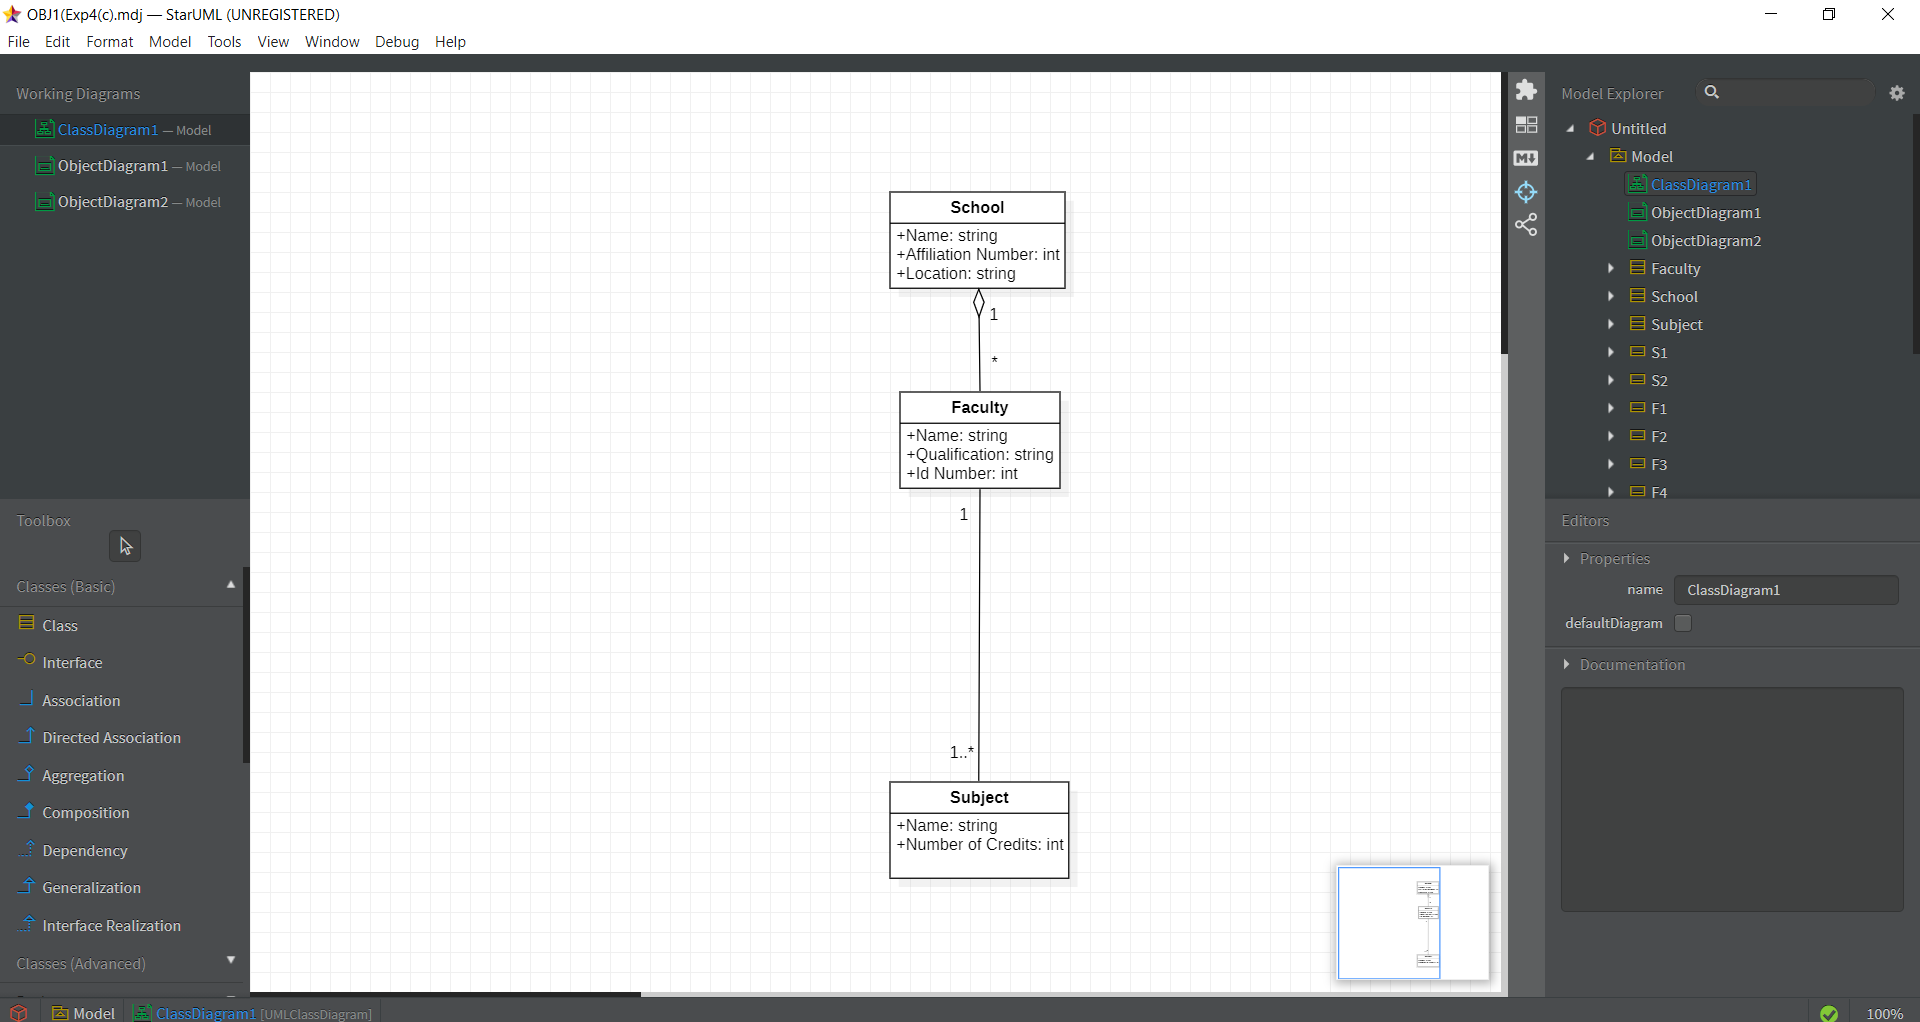 OBJ1(Exp4(c).mdj — StarUML (UNREGISTERED)
File Edit Format Model Tools View Window Debug Help
Working Diagrams
ClassDiagram1 — Model
ObjectDiagram1 — Model
ObjectDiagram2 — Model
Toolbox
Classes (Basic)
Class
Interface
Association
Directed Association
Aggregation
Composition
Dependency
Generalization
Interface Realization
Classes (Advanced)
School
+Name: string
+Affiliation Number: int
+Location: string
1
*
Faculty
+Name: string
+Qualification: string
+Id Number: int
1
1..*
Subject
+Name: string
+Number of Credits: int
M
Model Explorer
Untitled
Model
ClassDiagram1
ObjectDiagram1
ObjectDiagram2
Faculty
School
Subject
S1
S2
F1
F2
F3
F4
Editors
Properties
name ClassDiagram1
defaultDiagram
Documentation
Model ClassDiagram1 [UMLClassDiagram]
100%